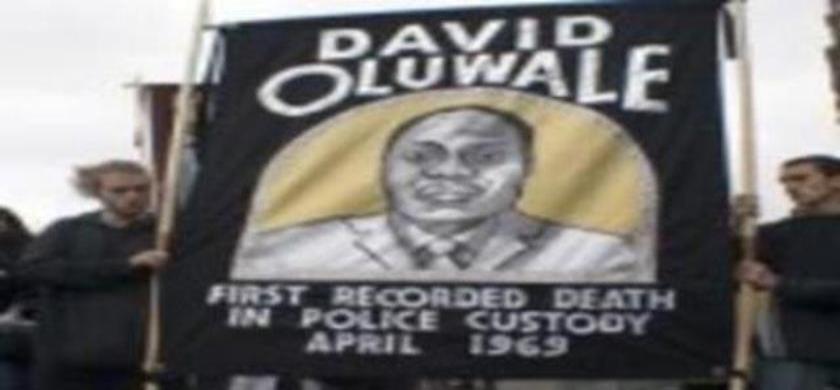 DAVID
OLUWALE
FIRST RECORDED DEATH
IN POLICE CUSTODY
APRIL 1969